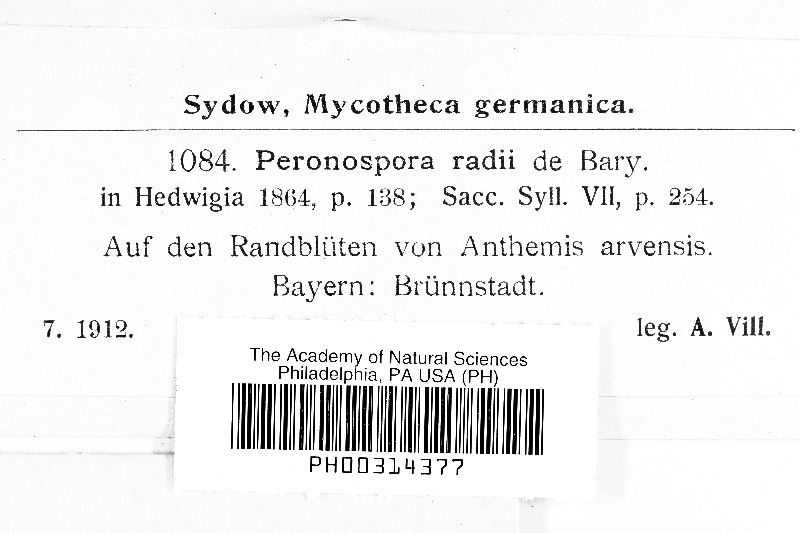 Sydow, Mycotheca germanica.
1084. Peronospora radii de Bary.
in Hedwigia 1864, p. 138; Sacc. Syll. VII, p. 254.
Auf den Randblüten von Anthemis arvensis.
Bayern: Brünnstadt.
7. 1912.
leg. A. Vill.
The Academy of Natural Sciences
Philadelphia, PA USA (PH)
PH00314377